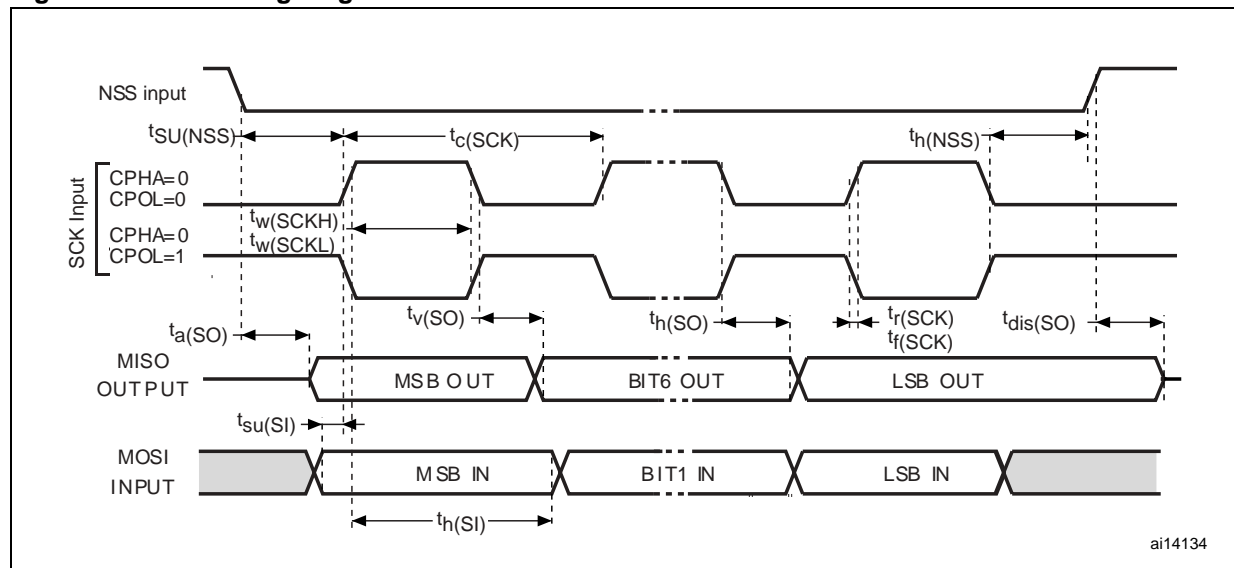 NSS input
tSU(NSS)
tc(SCK)
th(NSS)
SCK Input
CPHA=0
CPOL=0
tw(SCKH)
tw(SCKL)
CPHA=0
CPOL=1
ta(SO)
tv(SO)
th(SO)
tr(SCK)
tf(SCK)
tdis(SO)
MISO
OUTPUT
MSB OUT
BIT6 OUT
LSB OUT
tsu(SI)
MOSI
INPUT
MSB IN
BIT1 IN
LSB IN
th(SI)
ai14134